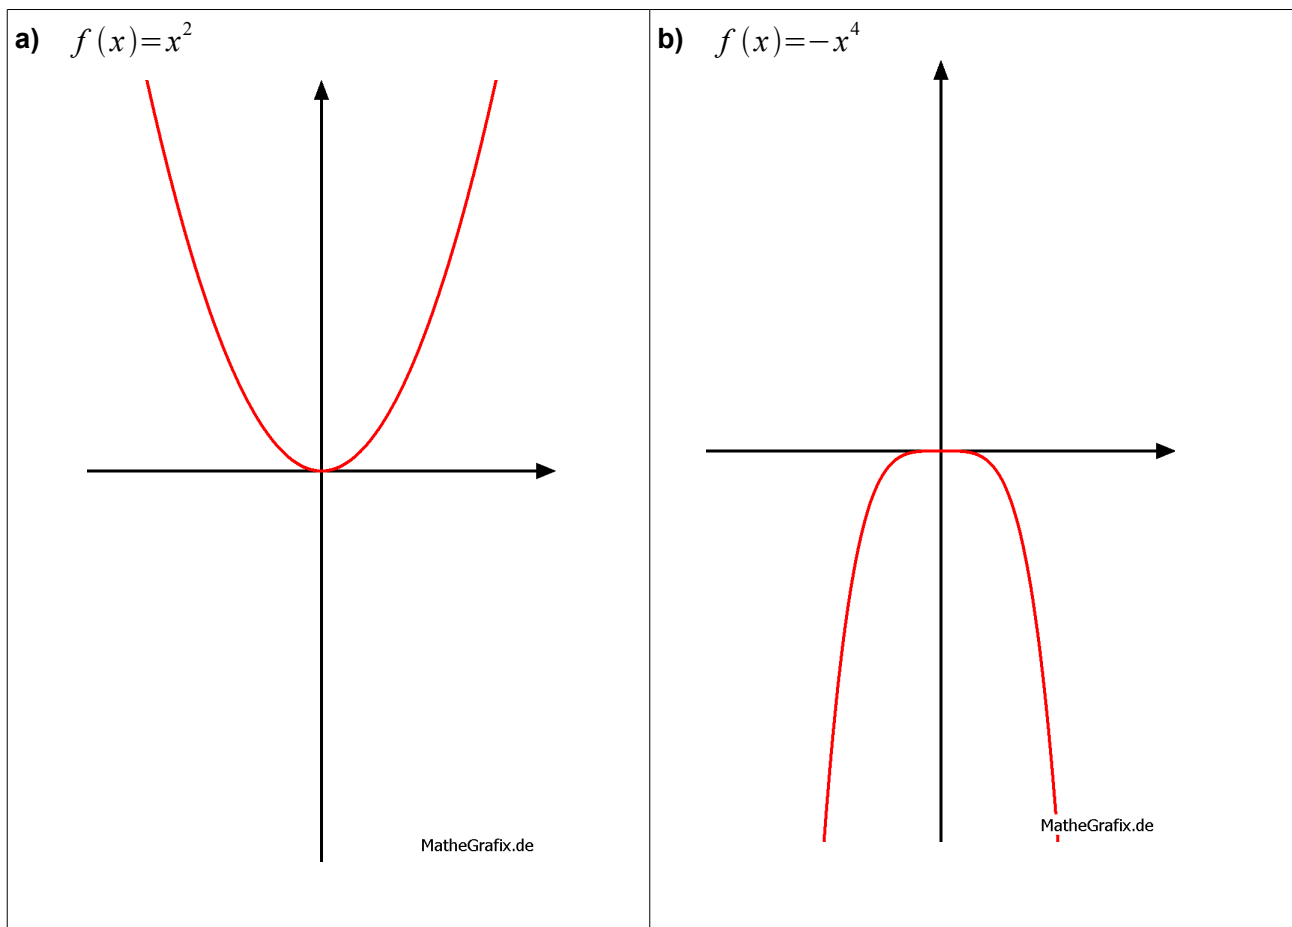 a) f(x)=x²
b) f(x)=−x⁴
MatheGrafix.de
MatheGrafix.de